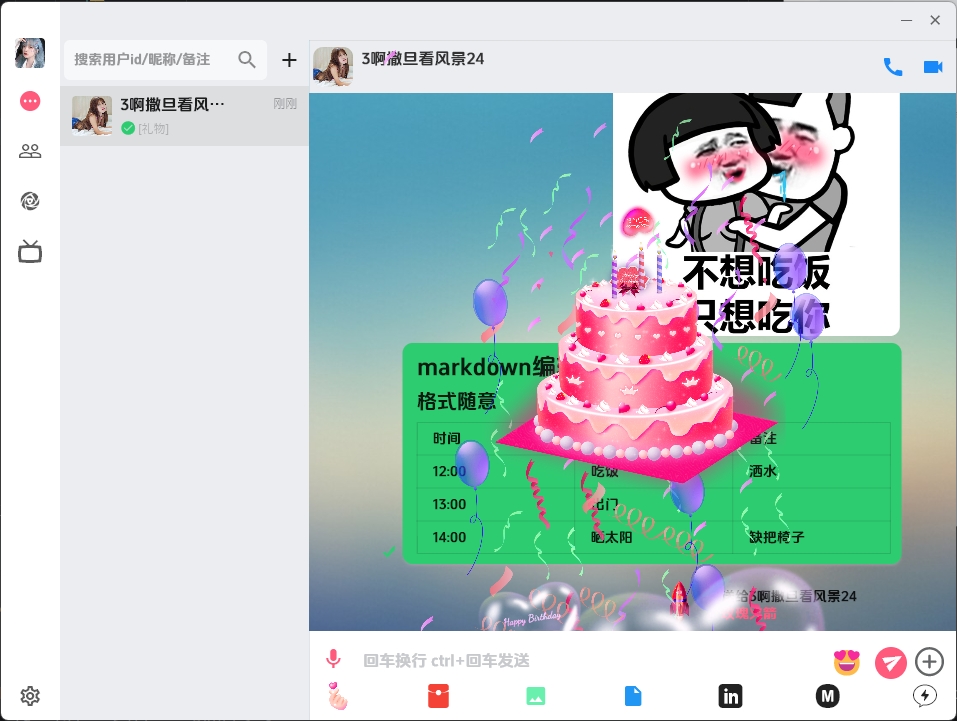 搜索用户id/昵称/备注
3啊撒旦看风…
刚刚
[礼物]
3啊撒旦看风景24
不想吃饭
只想吃你
markdown编
格式随意
时间
备注
12:00
吃饭
洒水
13:00
出门
14:00
晒太阳
缺把椅子
给3啊撒旦看风景24
Happy Birthday
回车换行 ctrl+回车发送
in
M